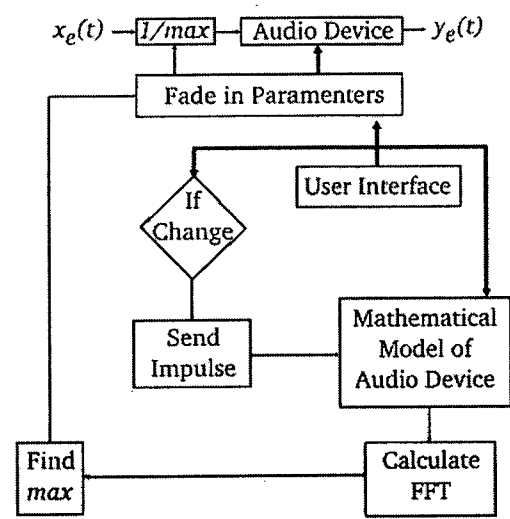 xe(t) 1/max Audio Device ye(t)
Fade in Paramenters
User Interface
If
Change
Send
Impulse
Mathematical
Model of
Audio Device
Find
max
Calculate
FFT